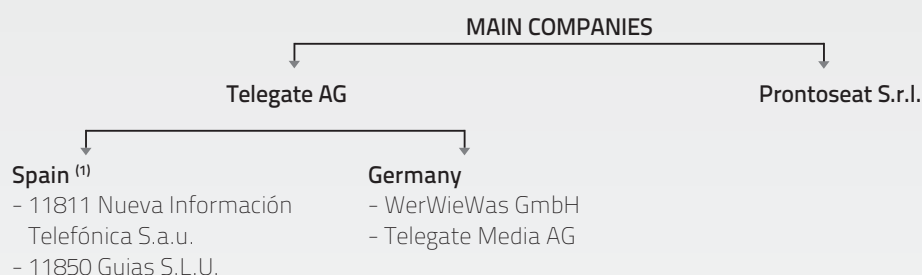 MAIN COMPANIES
Telegate AG
Prontoseat S.r.l.
Spain (1)
- 11811 Nueva Información
Telefónica S.a.u.
- 11850 Guias S.L.U.
Germany
- WerWieWas GmbH
- Telegate Media AG